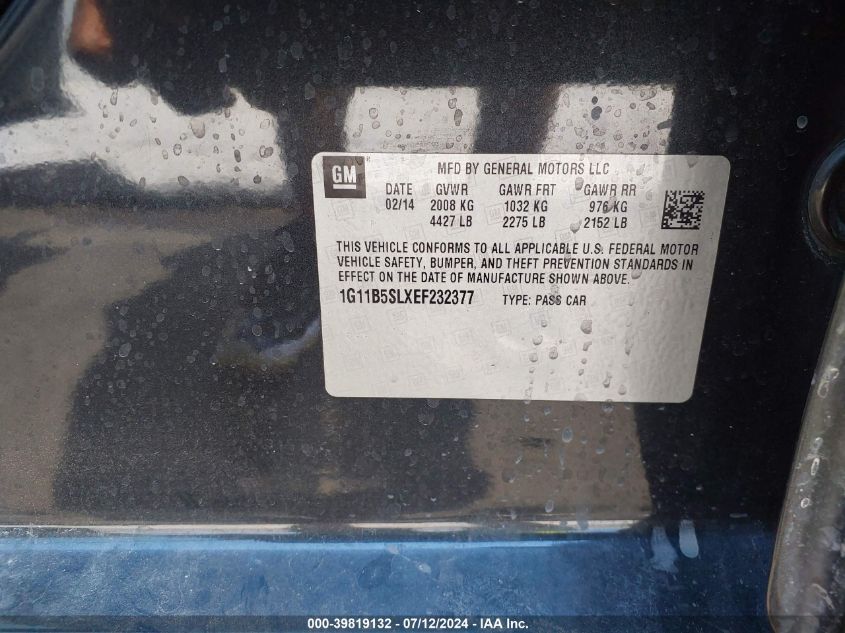 GM
MFD BY GENERAL MOTORS LLC
DATE GVWR GAWR FRT GAWR RR
02/14 2008 KG 1032 KG 976 KG
4427 LB 2275 LB 2152 LB
THIS VEHICLE CONFORMS TO ALL APPLICABLE U.S. FEDERAL MOTOR
VEHICLE SAFETY, BUMPER, AND THEFT PREVENTION STANDARDS IN
EFFECT ON THE DATE OF MANUFACTURE SHOWN ABOVE.
1G11B5SLXEF232377 TYPE: PASS CAR
000-39819132 - 07/12/2024 - IAA Inc.